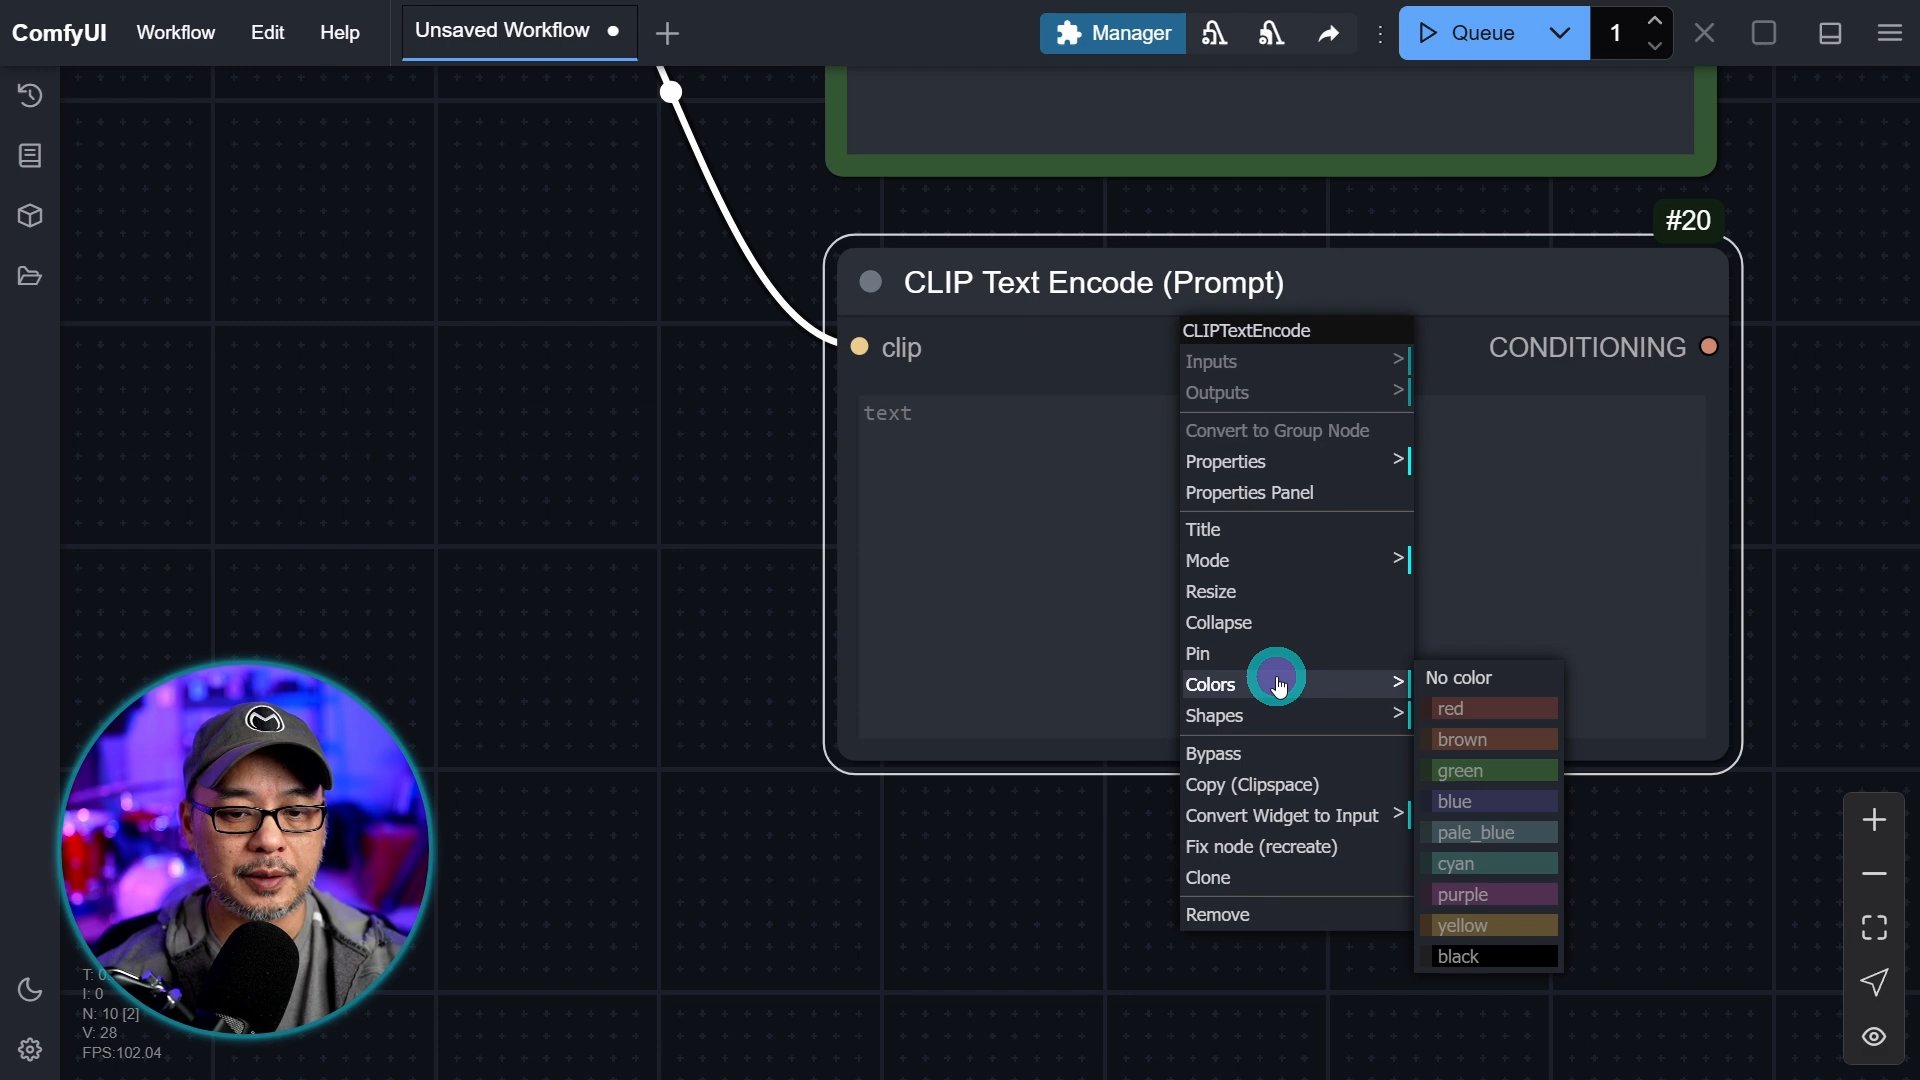 ComfyUI Workflow Edit Help Unsaved Workflow Manager Queue 1
#20
CLIP Text Encode (Prompt)
clip CONDITIONING
text
CLIPTextEncode
Inputs >
Outputs >
Convert to Group Node
Properties >
Properties Panel
Title
Mode >
Resize
Collapse
Pin
Colors >
Shapes >
Bypass
Copy (Clipspace)
Convert Widget to Input >
Fix node (recreate)
Clone
Remove
No color
red
brown
green
blue
pale_blue
cyan
purple
yellow
black
T: 0
I: 0
N: 10 [2]
V: 28
FPS:102.04